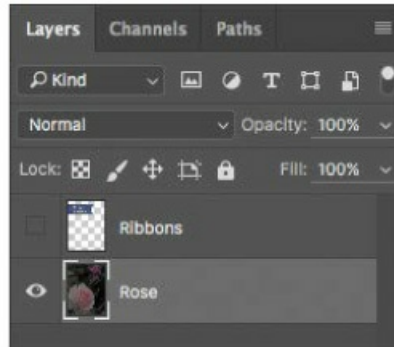 Layers Channels Paths
Kind T
Normal Opacity: 100%
Lock: Fill: 100%
Ribbons
Rose